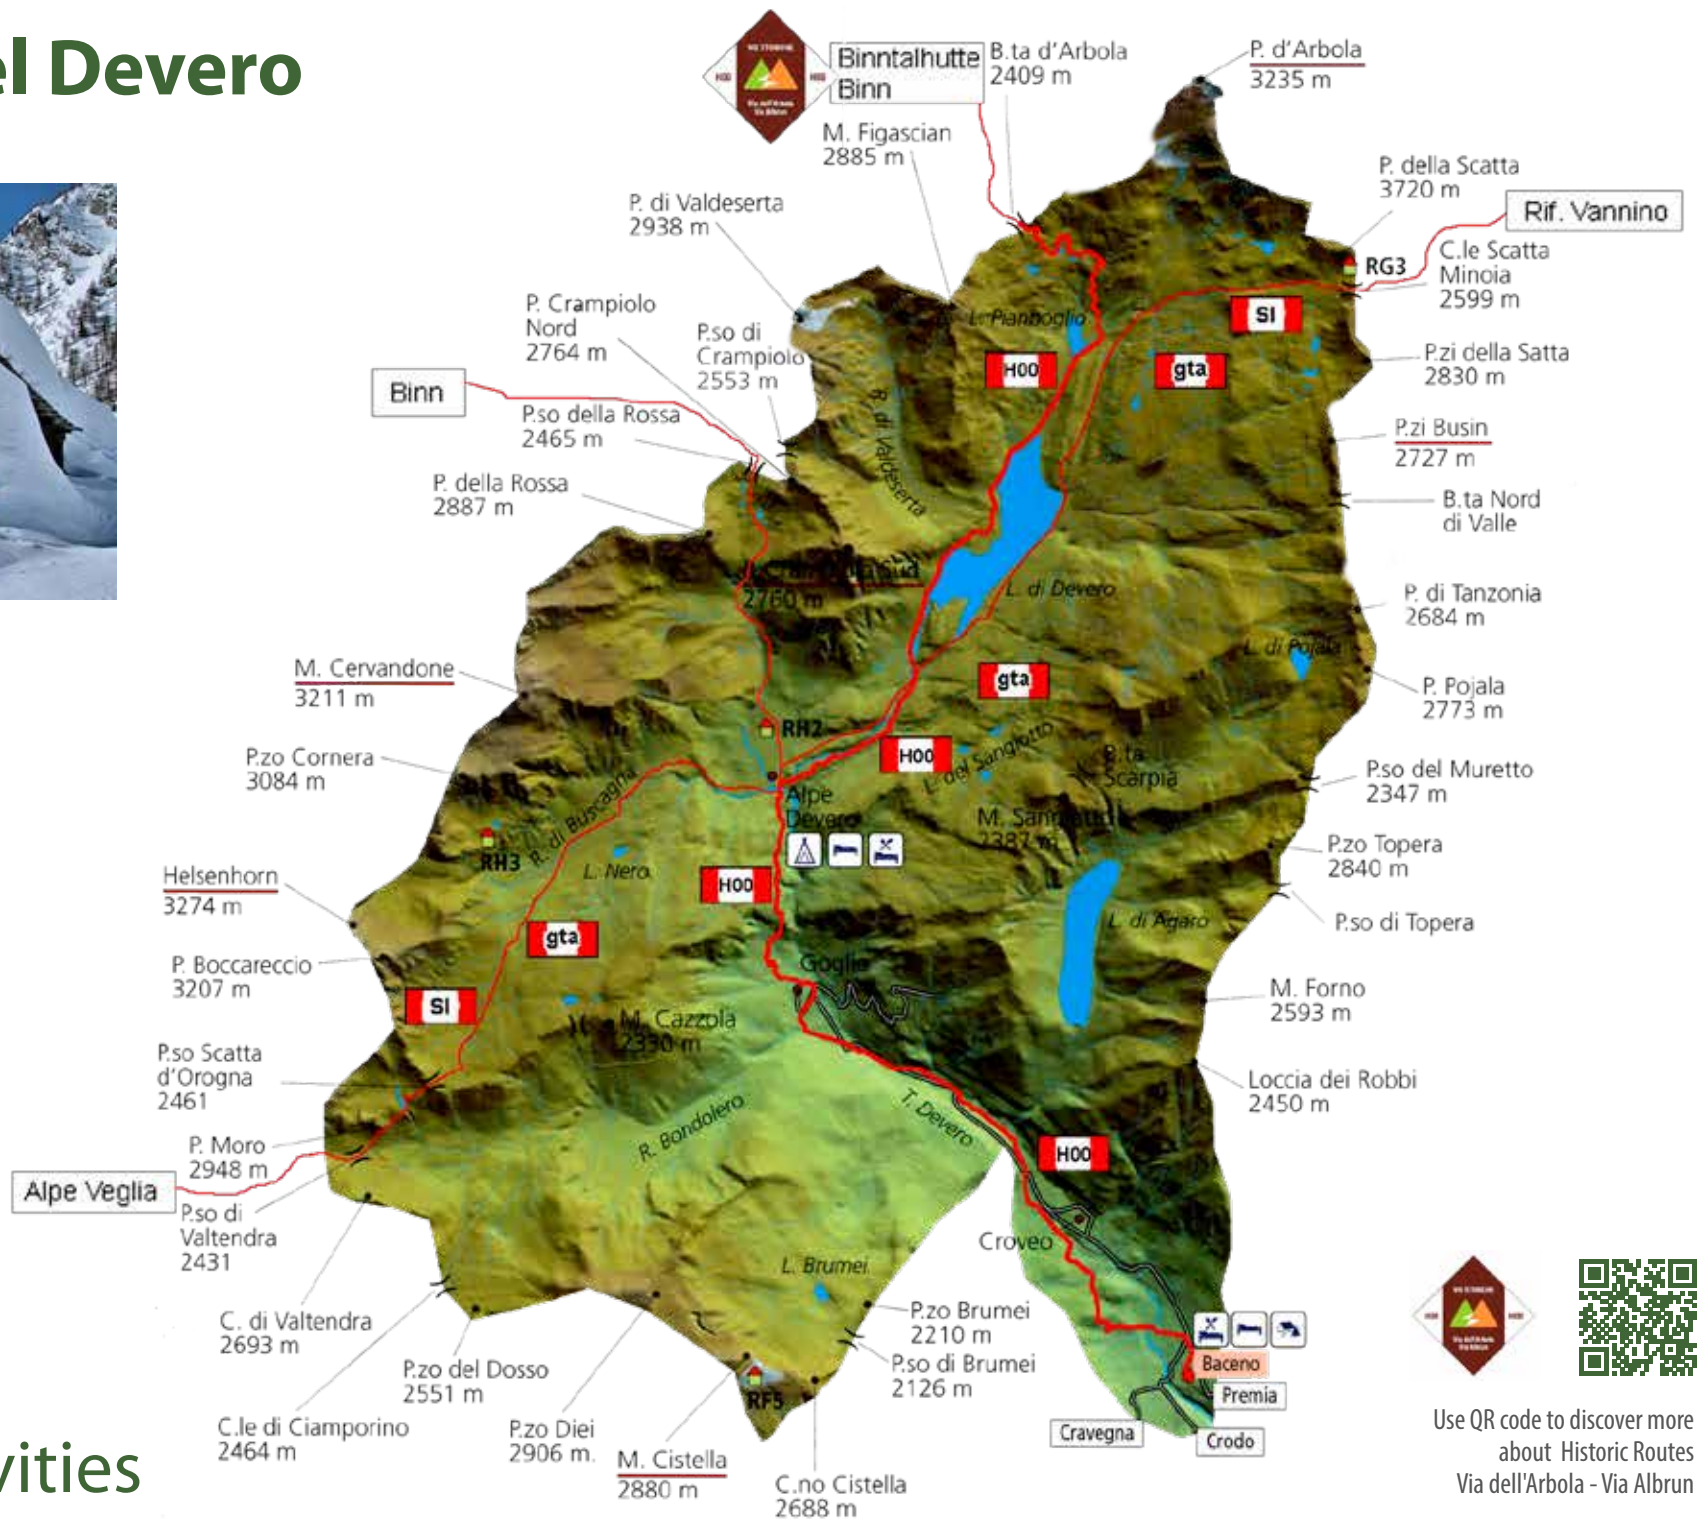 el Devero
Binntalhutte
Binn
B.ta d'Arbola
2409 m
P. d'Arbola
3235 m
M. Figascian
2885 m
P. della Scatta
3720 m
P. di Valdeserta
2938 m
Rif. Vannino
RG3
C.le Scatta
Minoia
2599 m
P. Crampiolo
Nord
2764 m
P.so di
Crampiolo
2553 m
L. Pianboglio
SI
H00
gta
P.zi della Satta
2830 m
Binn
P.so della Rossa
2465 m
R. di Valdeserta
P.zi Busin
2727 m
P. della Rossa
2887 m
B.ta Nord
di Valle
2760 m
L. di Devero
P. di Tanzonia
2684 m
L. di Pojala
M. Cervandone
3211 m
gta
P. Pojala
2773 m
RH2
H00
L. del Sangiotto
B.ta
Scarpia
P.zo Cornera
3084 m
P.so del Muretto
2347 m
R. di Buscagna
Alpe
Devero
M.
2387 m
RH3
L. Nero
H00
P.zo Topera
2840 m
Helsenhorn
3274 m
gta
L. di Agaro
P.so di Topera
P. Boccareccio
3207 m
Goglio
SI
M. Cazzola
2330 m
M. Forno
2593 m
P.so Scatta
d'Orogna
2461
Loccia dei Robbi
2450 m
R. Bondolero
T. Devero
H00
P. Moro
2948 m
Alpe Veglia
P.so di
Valtendra
2431
Croveo
L. Brumei
C. di Valtendra
2693 m
P.zo Brumei
2210 m
P.so di Brumei
2126 m
P.zo del Dosso
2551 m
RF5
Baceno
Premia
C.le di Ciamporino
2464 m
P.zo Diei
2906 m.
Cravegna
Crodo
M. Cistella
2880 m
C.no Cistella
2688 m
vities
Use QR code to discover more
about Historic Routes
Via dell'Arbola - Via Albrun